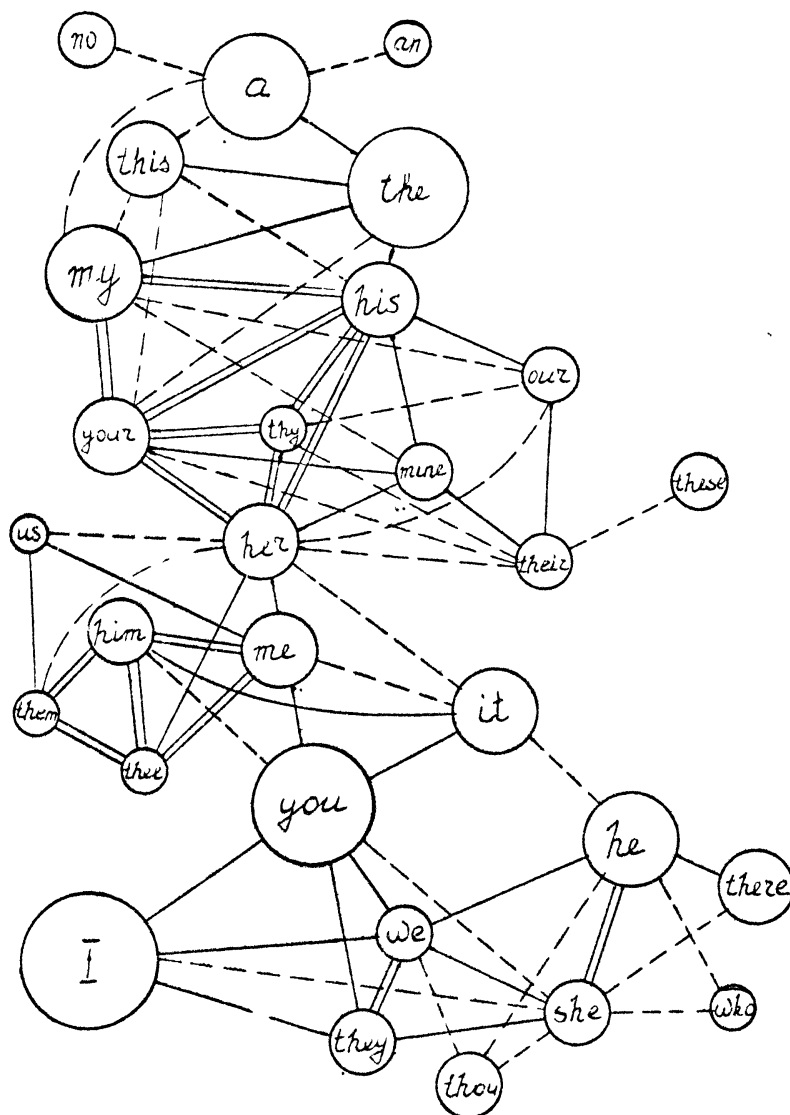 no
an
a
this
the
my
his
our
your
thy
mine
these
us
her
their
him
me
them
it
thee
you
he
there
we
I
who
she
they
thou